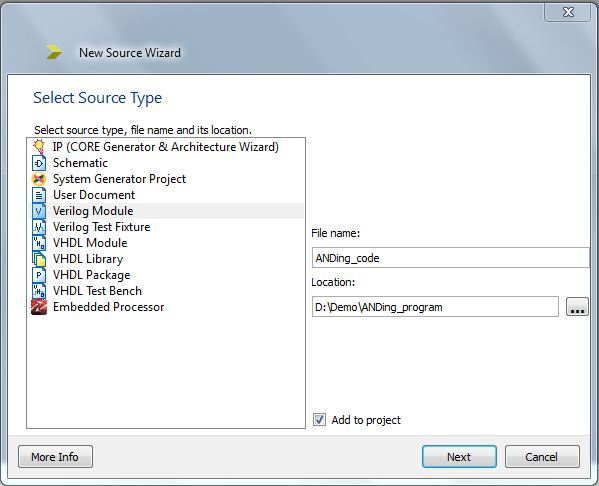 New Source Wizard
Select Source Type
Select source type, file name and its location.
IP (CORE Generator & Architecture Wizard)
Schematic
System Generator Project
User Document
Verilog Module
Verilog Test Fixture
VHDL Module
VHDL Library
VHDL Package
VHDL Test Bench
Embedded Processor
File name:
ANDing_code
Location:
D:\Demo\ANDing_program
...
Add to project
More Info
Next
Cancel